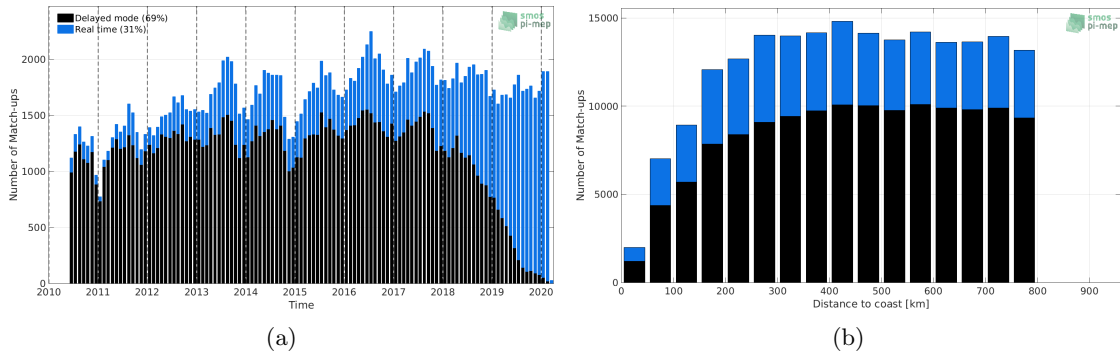 Delayed mode (69%)
Real time (31%)
smos
pi-mep
Number of Match-ups
2000
1500
1000
500
0
2010 2011 2012 2013 2014 2015 2016 2017 2018 2019 2020
Time
(a)
smos
pi-mep
Number of Match-ups
15000
10000
5000
0
0 100 200 300 400 500 600 700 800 900
Distance to coast [km]
(b)